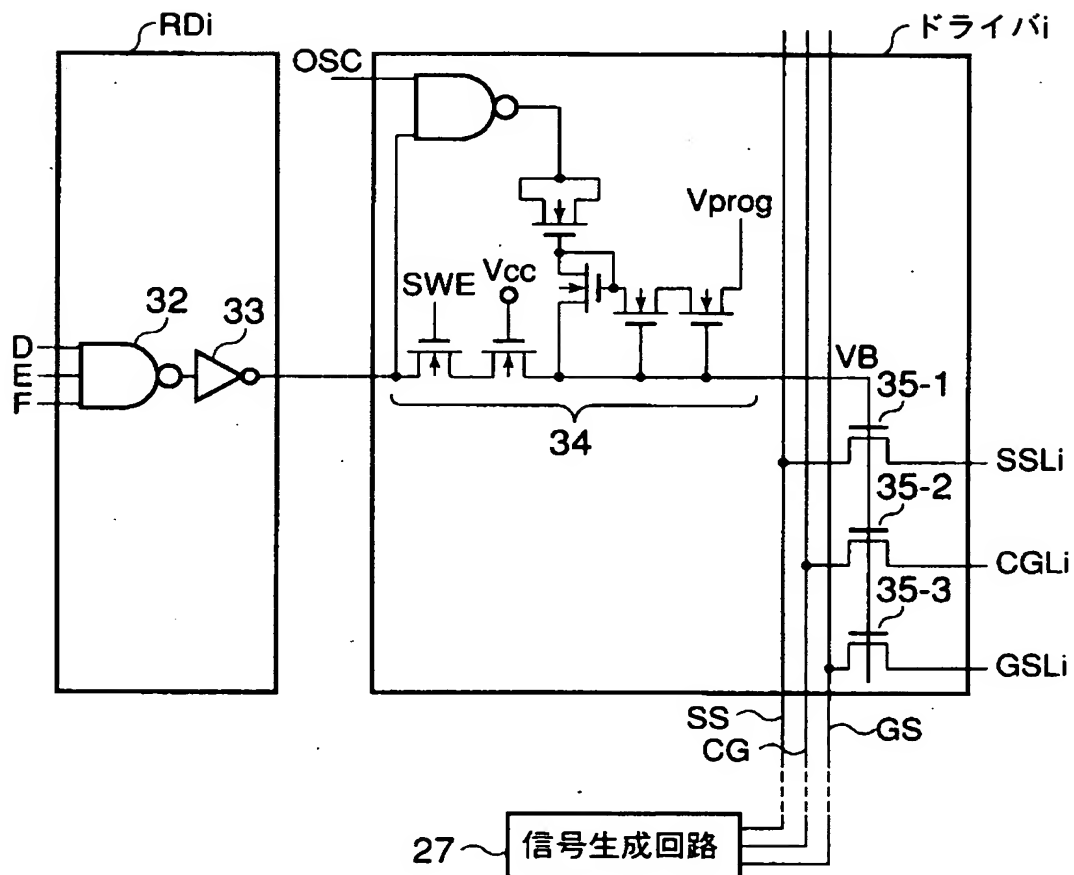 RDi
ドライバi
OSC
Vprog
SWE
Vcc
32
33
D
E
F
34
VB
35-1
SSLi
35-2
CGLi
35-3
GSLi
SS
CG
GS
27
信号生成回路